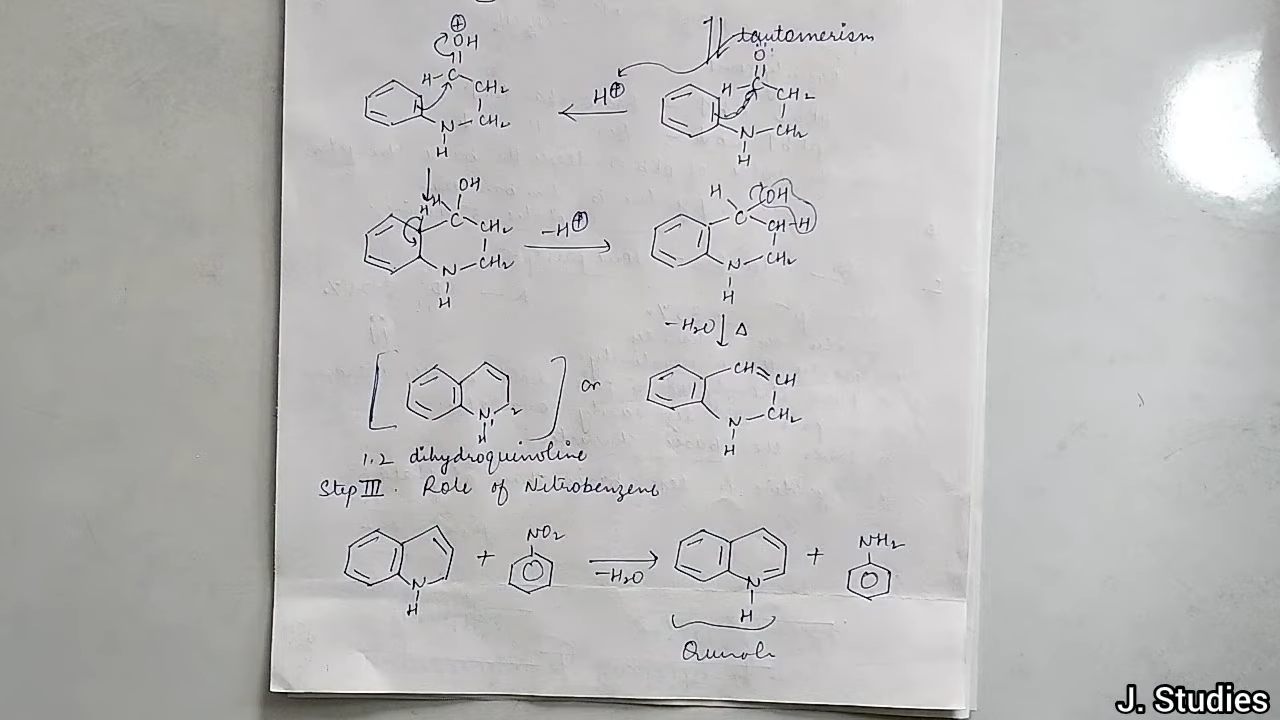 ⊕
OH
tautomerism
Ö
H-C
CH2
H⊕
H-C
CH2
N-CH2
H
N-CH2
H
OH
H
H
C
CH2
-H⊕
H
OH
C
CH-H
N-CH2
H
N-CH2
H
-H2O Δ
or
CH=CH
N 2
H
N-CH2
H
1.2 dihydroquinoline
Step III. Role of Nitrobenzene
+
NO2
-H2O
+
NH2
N
H
N
H
J. Studies